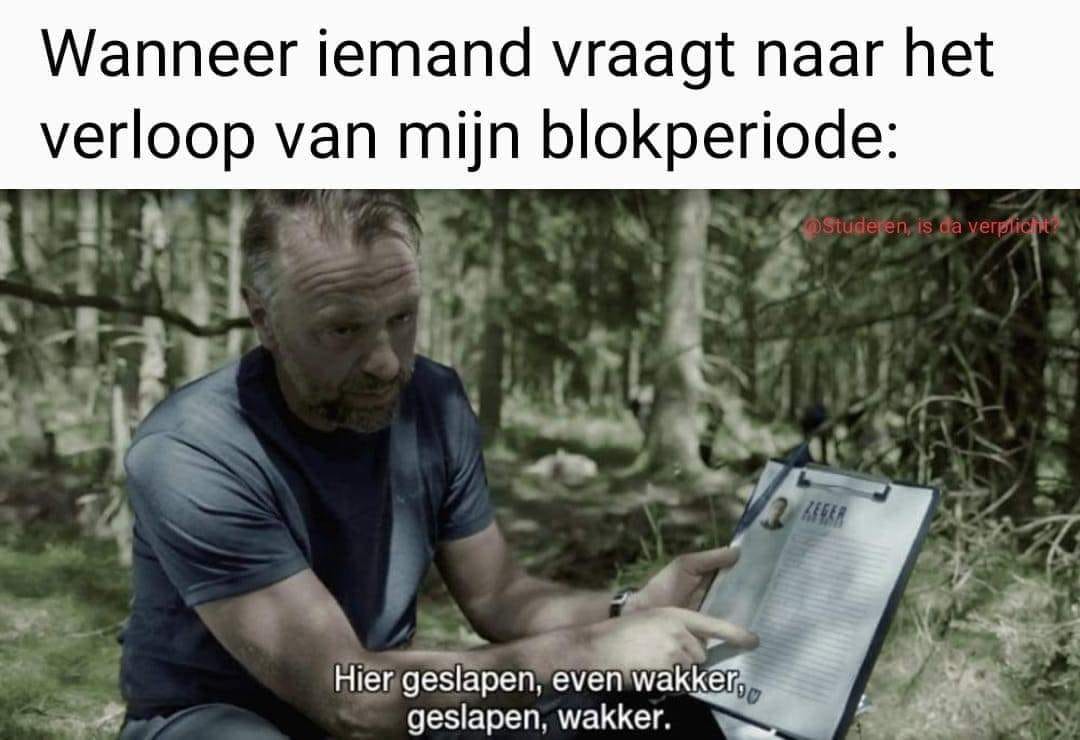 Wanneer iemand vraagt naar het
verloop van mijn blokperiode:
@Studeren, is da verplicht?
ZEGER
Hier geslapen, even wakker,
geslapen, wakker.